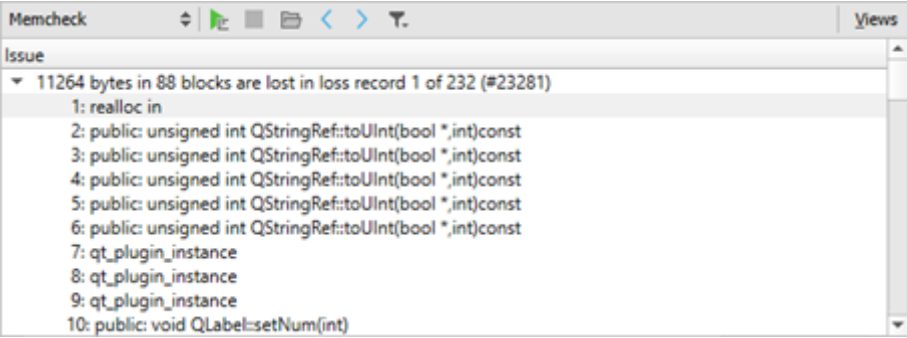 Memcheck
Views
Issue
11264 bytes in 88 blocks are lost in loss record 1 of 232 (#23281)
1: realloc in
2: public: unsigned int QStringRef::toUInt(bool *,int)const
3: public: unsigned int QStringRef::toUInt(bool *,int)const
4: public: unsigned int QStringRef::toUInt(bool *,int)const
5: public: unsigned int QStringRef::toUInt(bool *,int)const
6: public: unsigned int QStringRef::toUInt(bool *,int)const
7: qt_plugin_instance
8: qt_plugin_instance
9: qt_plugin_instance
10: public: void QLabel::setNum(int)